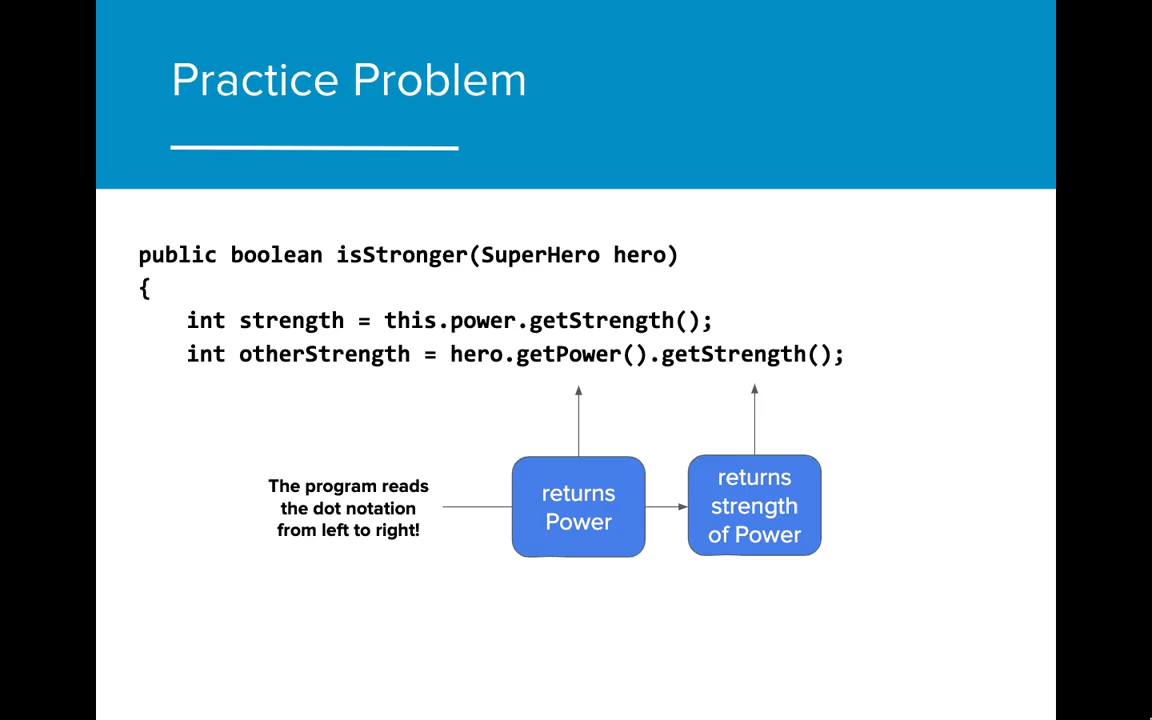 Practice Problem
public boolean isStronger(SuperHero hero)
{
int strength = this.power.getStrength();
int otherStrength = hero.getPower().getStrength();
The program reads
the dot notation
from left to right!
returns
Power
returns
strength
of Power